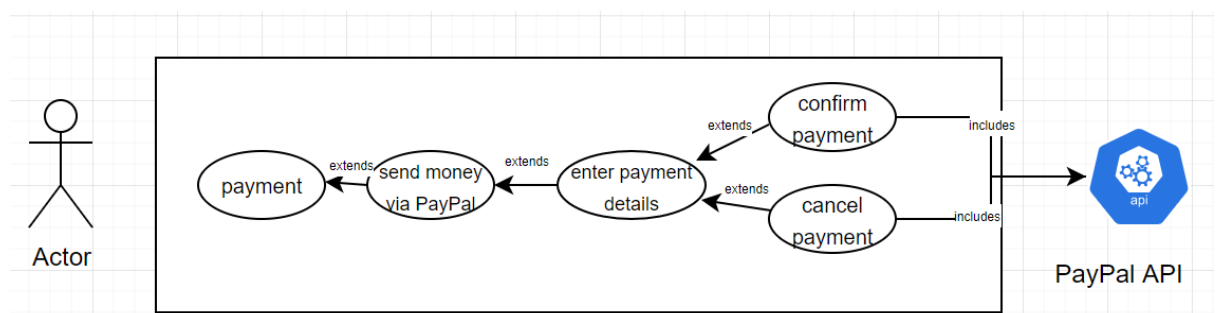 Actor
payment
extends
send money
via PayPal
extends
enter payment
details
extends
confirm
payment
extends
cancel
payment
includes
includes
api
PayPal API